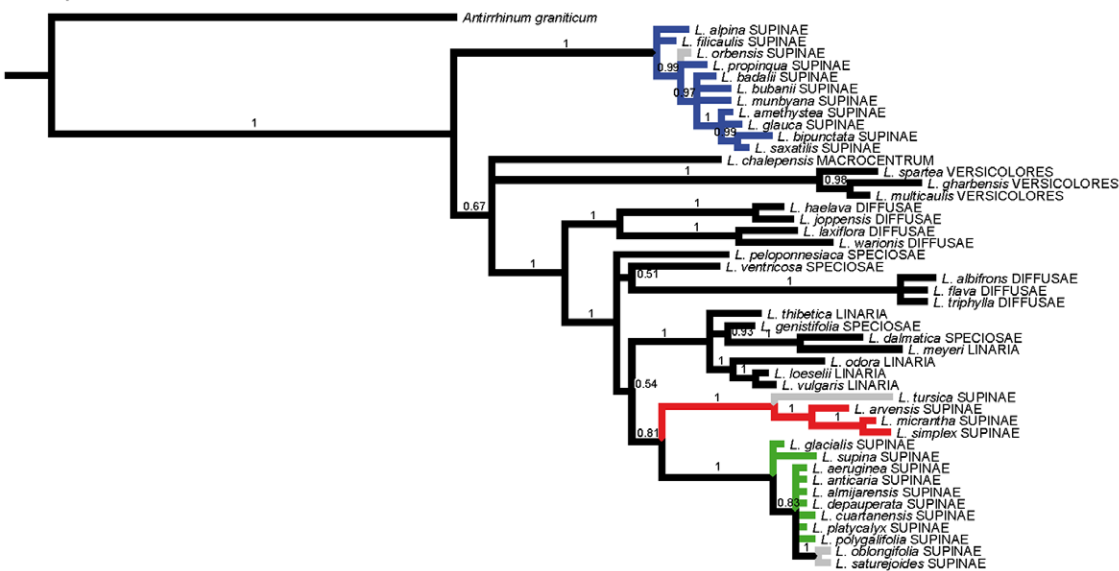 Antirrhinum graniticum
L. alpina SUPINAE
1
L. filicaulis SUPINAE
L. orbensis SUPINAE
0.99
L. propinqua SUPINAE
L. badalii SUPINAE
0.97
L. bubanii SUPINAE
L. munbyana SUPINAE
L. amethystea SUPINAE
1
L. glauca SUPINAE
1
0.99
L. bipunctata SUPINAE
L. saxatilis SUPINAE
L. chalepensis MACROCENTRUM
1
L. spartea VERSICOLORES
0.98
L. gharbensis VERSICOLORES
L. multicaulis VERSICOLORES
0.67
1
L. haelava DIFFUSAE
1
L. joppensis DIFFUSAE
1
L. laxiflora DIFFUSAE
L. warionis DIFFUSAE
L. peloponnesiaca SPECIOSAE
1
L. ventricosa SPECIOSAE
0.51
1
L. albifrons DIFFUSAE
L. flava DIFFUSAE
L. triphylla DIFFUSAE
1
L. thibetica LINARIA
L. genistifolia SPECIOSAE
1
0.93
1
L. dalmatica SPECIOSAE
L. meyeri LINARIA
1
L. odora LINARIA
1
L. loeselii LINARIA
0.54
L. vulgaris LINARIA
1
L. tursica SUPINAE
1
L. arvensis SUPINAE
1
L. micrantha SUPINAE
0.81
L. simplex SUPINAE
L. glacialis SUPINAE
L. supina SUPINAE
1
L. aeruginea SUPINAE
L. anticaria SUPINAE
L. almijarensis SUPINAE
0.83
L. depauperata SUPINAE
L. cuartanensis SUPINAE
L. platycalyx SUPINAE
L. polygalifolia SUPINAE
1
L. oblongifolia SUPINAE
L. saturejoides SUPINAE